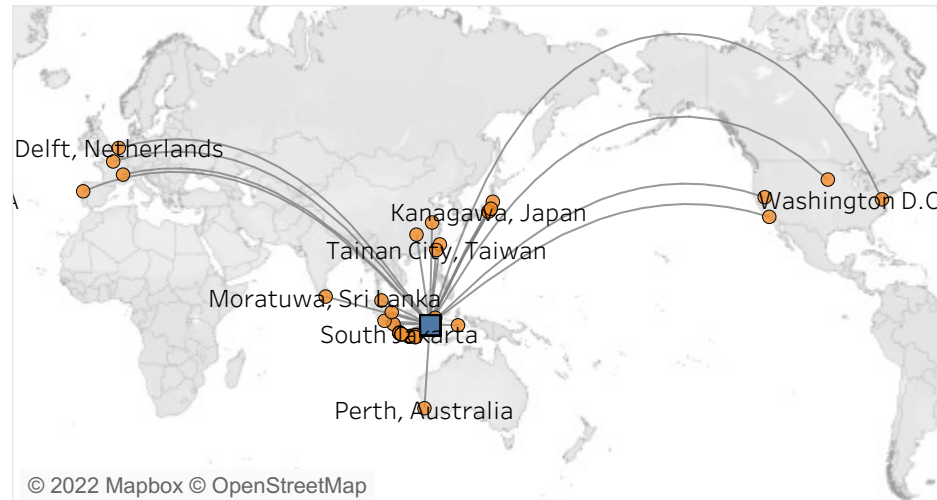 Delft, Netherlands
A
Washington D.C
Kanagawa, Japan
Tainan City, Taiwan
Moratuwa, Sri Lanka
South Jakarta
Perth, Australia
© 2022 Mapbox © OpenStreetMap